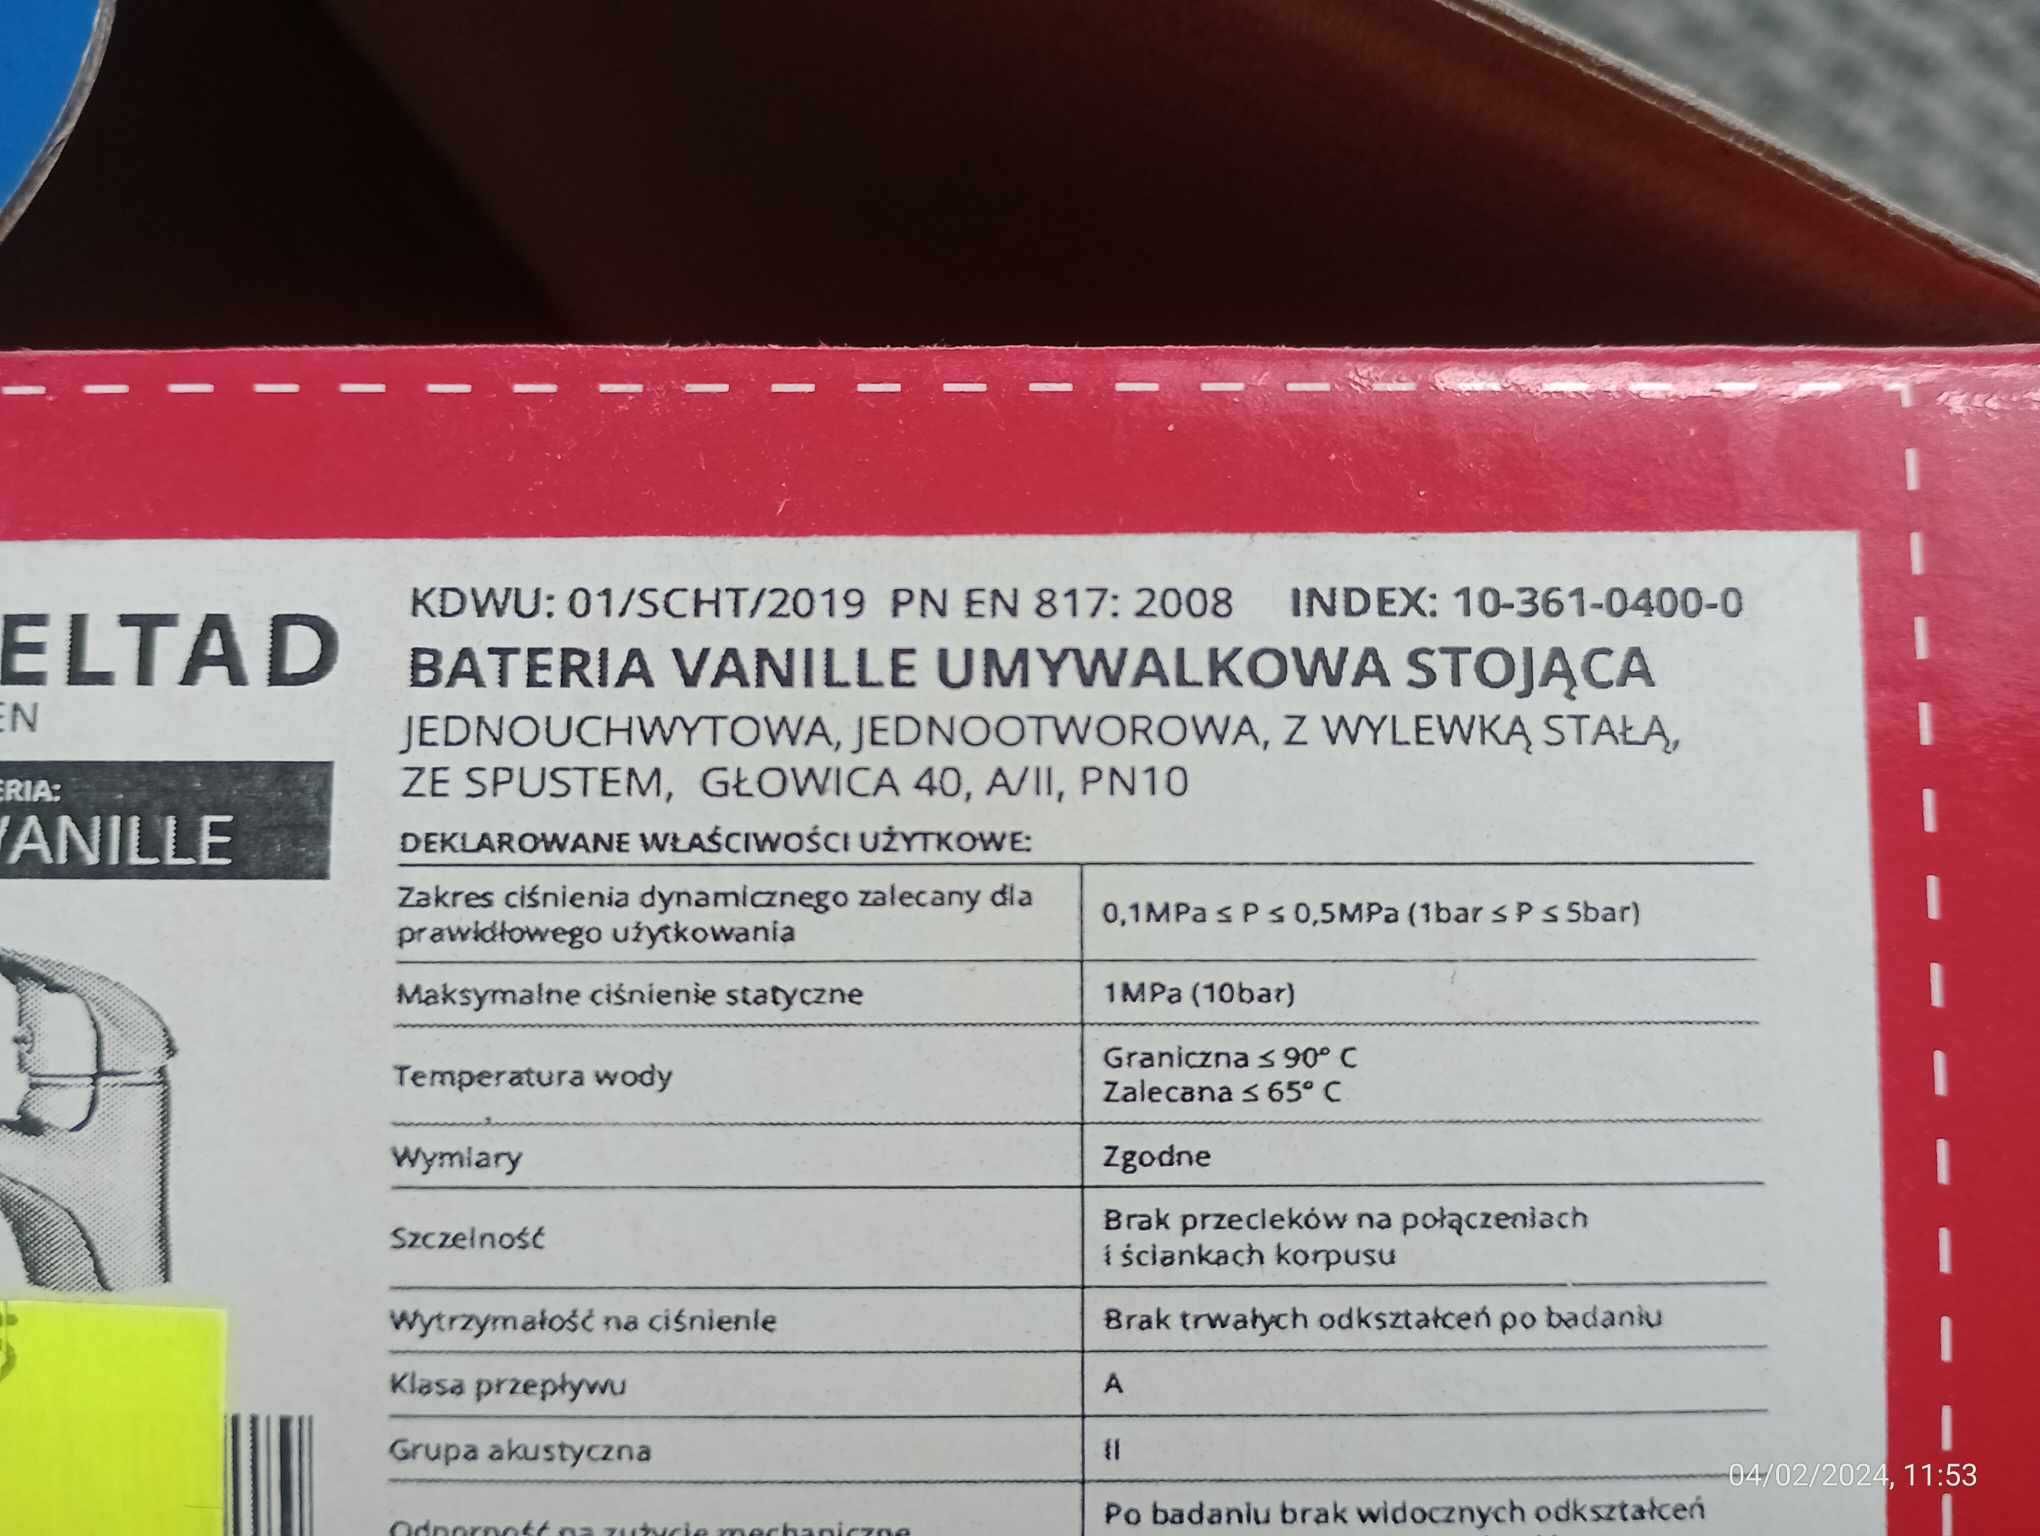 KDWU: 01/SCHT/2019 PN EN 817: 2008 INDEX: 10-361-0400-0
ELTAD
EN
BATERIA VANILLE UMYWALKOWA STOJĄCA
JEDNOUCHWYTOWA, JEDNOOTWOROWA, Z WYLEWKĄ STAŁĄ,
ZE SPUSTEM, GŁOWICA 40, A/II, PN10
ERIA:
VANILLE
DEKLAROWANE WŁAŚCIWOŚCI UŻYTKOWE:
Zakres ciśnienia dynamicznego zalecany dla
prawidłowego użytkowania
0,1MPa ≤ P ≤ 0,5MPa (1bar ≤ P ≤ 5bar)
Maksymalne ciśnienie statyczne
1MPa (10bar)
Temperatura wody
Graniczna ≤ 90° C
Zalecana ≤ 65° C
Wymiary
Zgodne
Szczelność
Brak przecieków na połączeniach
i ściankach korpusu
Wytrzymałość na ciśnienie
Brak trwałych odkształceń po badaniu
Klasa przepływu
A
Grupa akustyczna
II
Odporność na zużycie mechaniczne
Po badaniu brak widocznych odkształceń
04/02/2024, 11:53